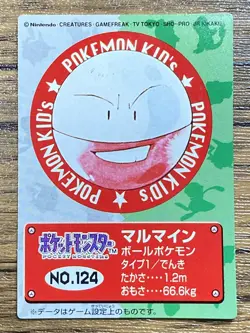 © Nintendo · CREATURES · GAMEFREAK · TV TOKYO · SHO-PRO · JR KIKAKU
POKEMON KID's ★ POKEMON KID's ★ POKEMON KID's ★
ポケットモンスター
POCKET MONSTERS
NO.124
マルマイン
ボールポケモン
タイプ1／でんき
たかさ‥‥1.2m
おもさ‥‥66.6kg
※データはゲーム設定上のものです。